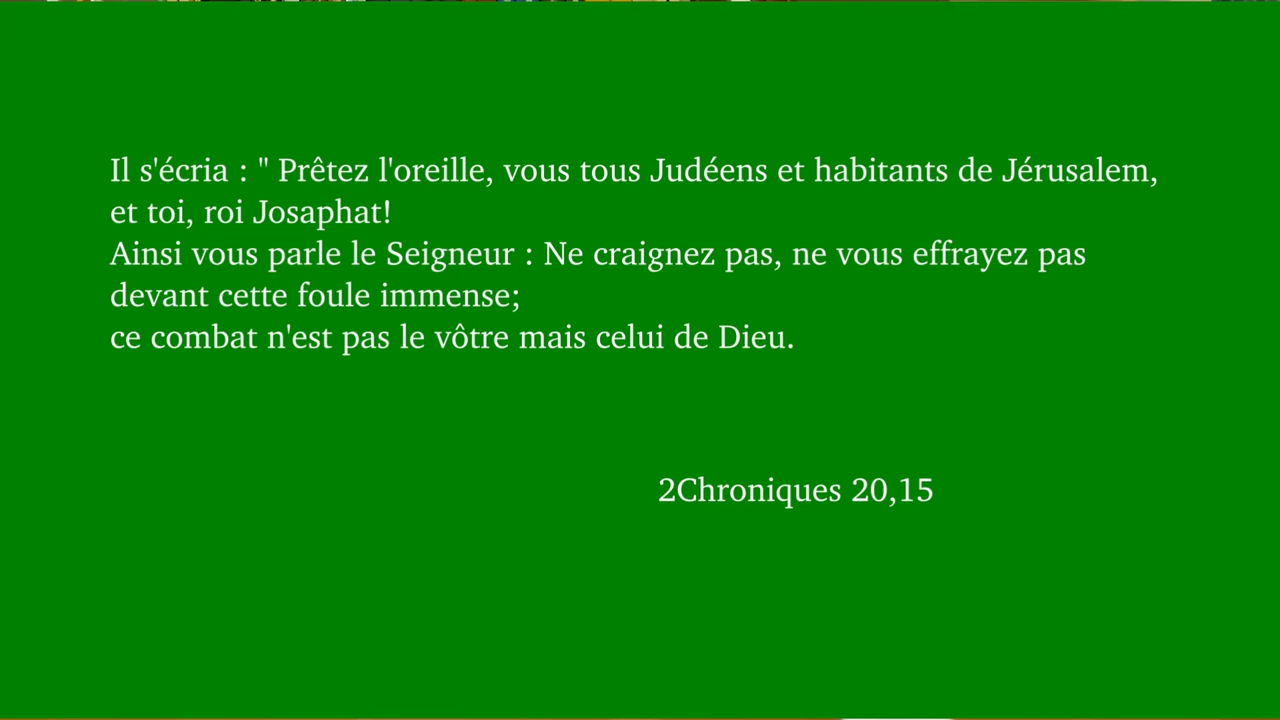 Il s'écria : " Prêtez l'oreille, vous tous Judéens et habitants de Jérusalem,
et toi, roi Josaphat!
Ainsi vous parle le Seigneur : Ne craignez pas, ne vous effrayez pas
devant cette foule immense;
ce combat n'est pas le vôtre mais celui de Dieu.
2Chroniques 20,15